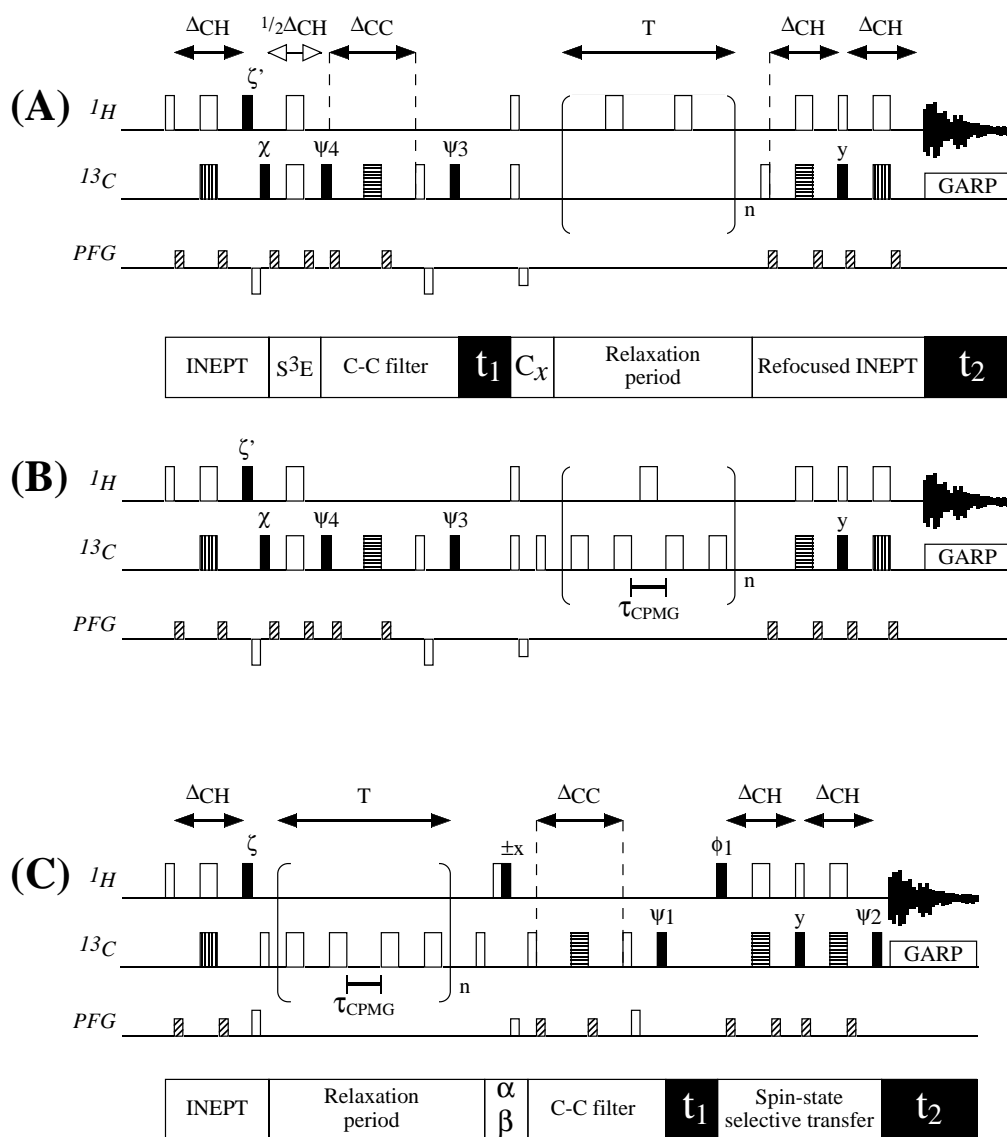 ΔCH ½ΔCH ΔCC T ΔCH ΔCH
(A)
ζ'
1H
χ ψ4 ψ3 y
13C
GARP
n
PFG
INEPT S³E C-C filter t1 Cx Relaxation period Refocused INEPT t2
(B)
ζ'
1H
χ ψ4 ψ3 y
13C
GARP
n
τCPMG
PFG
ΔCH T ΔCC ΔCH ΔCH
(C)
ζ ±x ϕ1
1H
ψ1 y ψ2
13C
GARP
n
τCPMG
PFG
INEPT Relaxation period α β C-C filter t1 Spin-state selective transfer t2